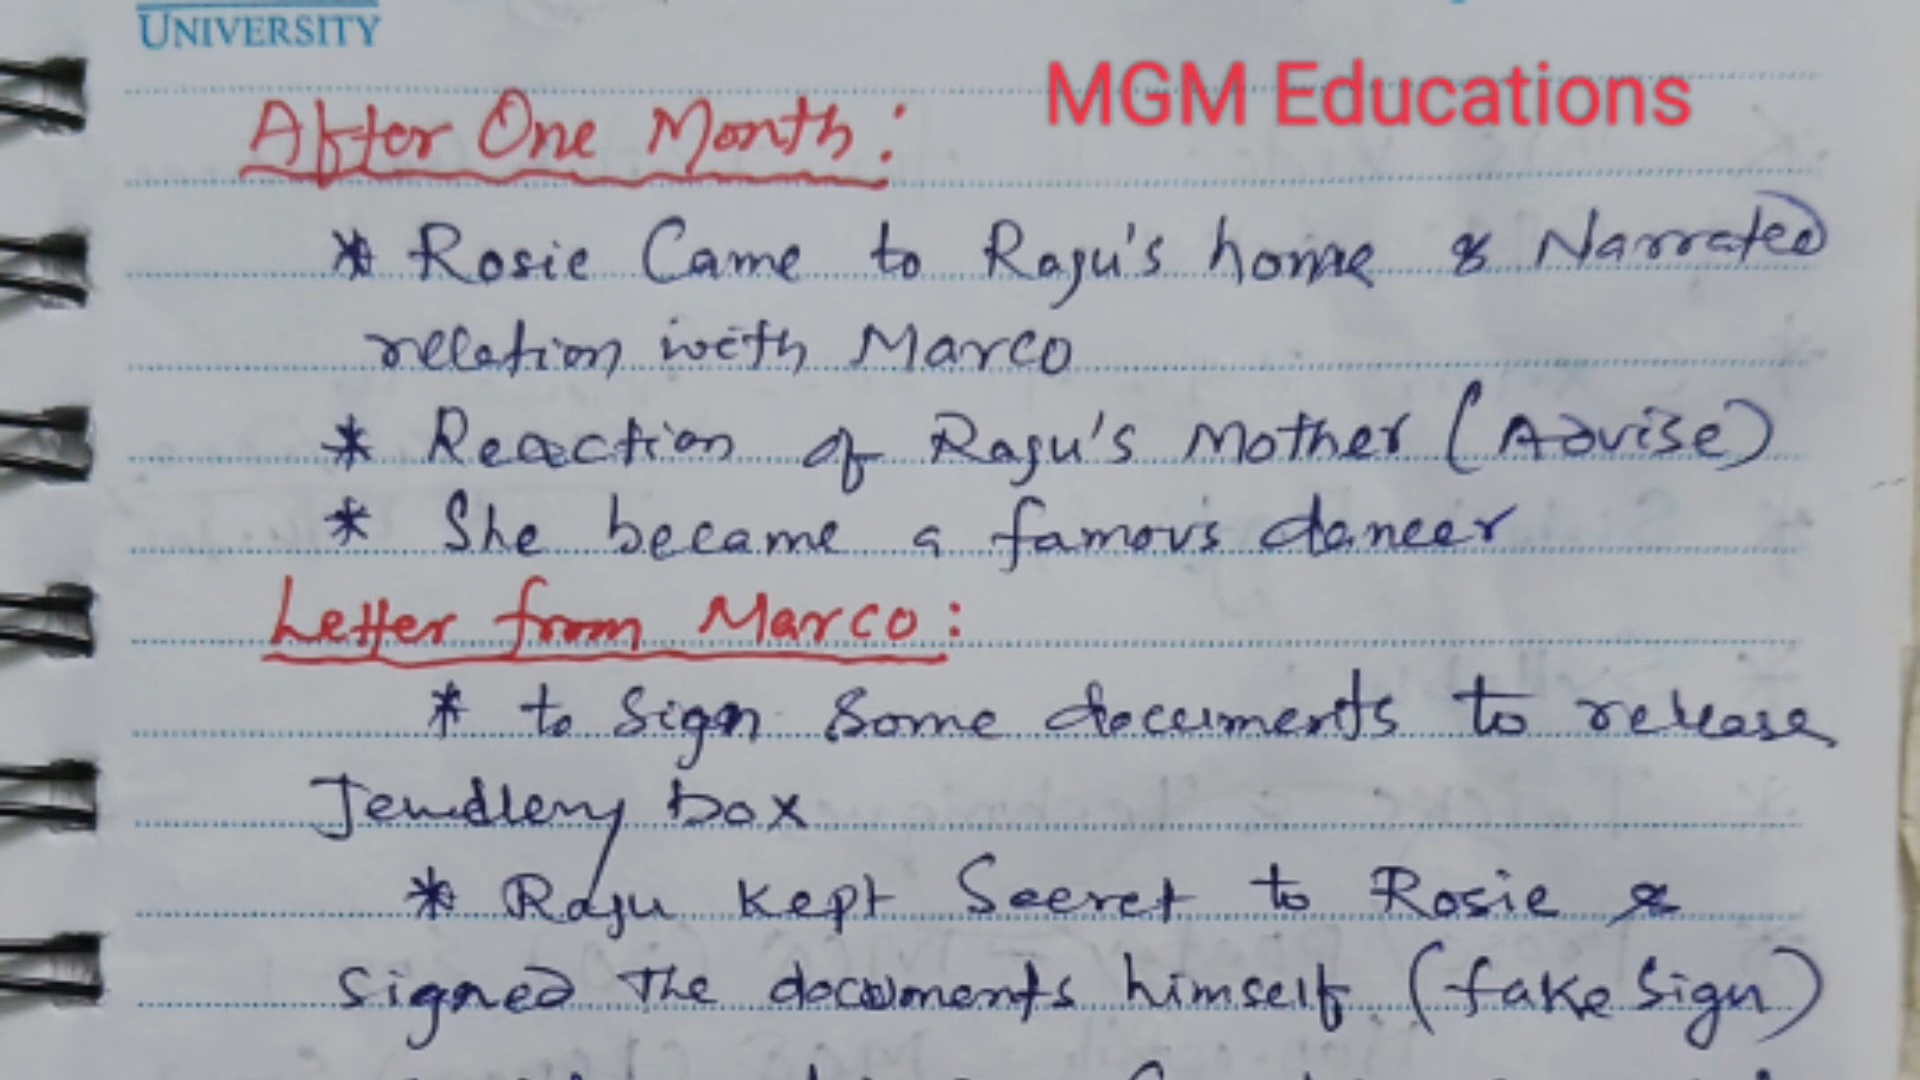 UNIVERSITY
MGM Educations
After One Month:
* Rosie Came to Raju's home & Narrated
relation with Marco
* Reaction of Raju's Mother (Advise)
* She became a famous dancer
Letter from Marco:
* to Sign Some documents to release
box
* Raju kept Secret to Rosie &
Signed The documents himself (fake Sign)